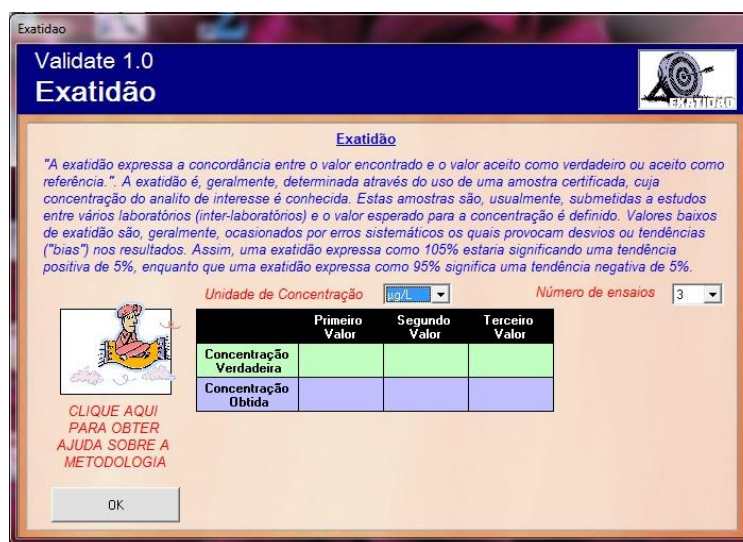 Exatidao
Validate 1.0
Exatidão
EXATIDÃO
Exatidão
"A exatidão expressa a concordância entre o valor encontrado e o valor aceito como verdadeiro ou aceito como
referência.". A exatidão é, geralmente, determinada através do uso de uma amostra certificada, cuja
concentração do analito de interesse é conhecida. Estas amostras são, usualmente, submetidas a estudos
entre vários laboratórios (inter-laboratórios) e o valor esperado para a concentração é definido. Valores baixos
de exatidão são, geralmente, ocasionados por erros sistemáticos os quais provocam desvios ou tendências
("bias") nos resultados. Assim, uma exatidão expressa como 105% estaria significando uma tendência
positiva de 5%, enquanto que uma exatidão expressa como 95% significa uma tendência negativa de 5%.
Unidade de Concentração µg/L Número de ensaios 3
Primeiro Segundo Terceiro
Valor Valor Valor
Concentração
Verdadeira
Concentração
Obtida
CLIQUE AQUI
PARA OBTER
AJUDA SOBRE A
METODOLOGIA
OK